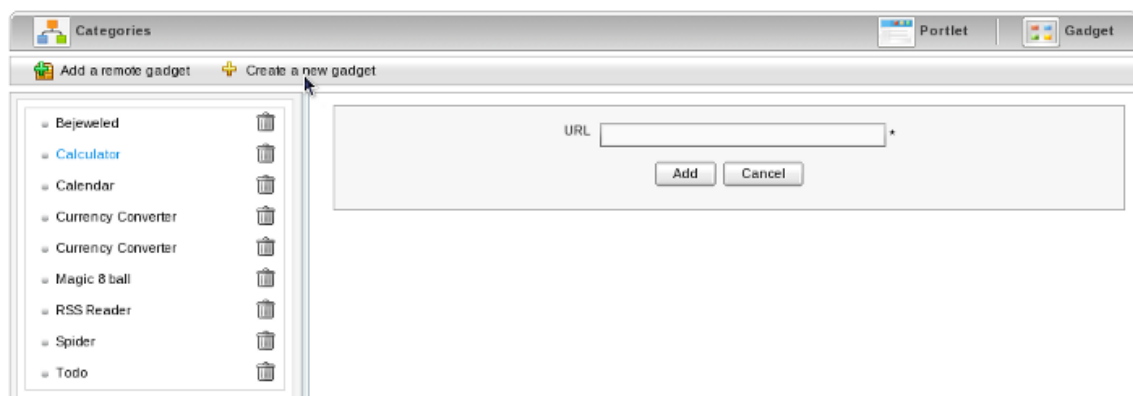 Categories Portlet Gadget
Add a remote gadget Create a new gadget
Bejeweled
Calculator
Calendar
Currency Converter
Currency Converter
Magic 8 ball
RSS Reader
Spider
Todo
URL *
Add Cancel